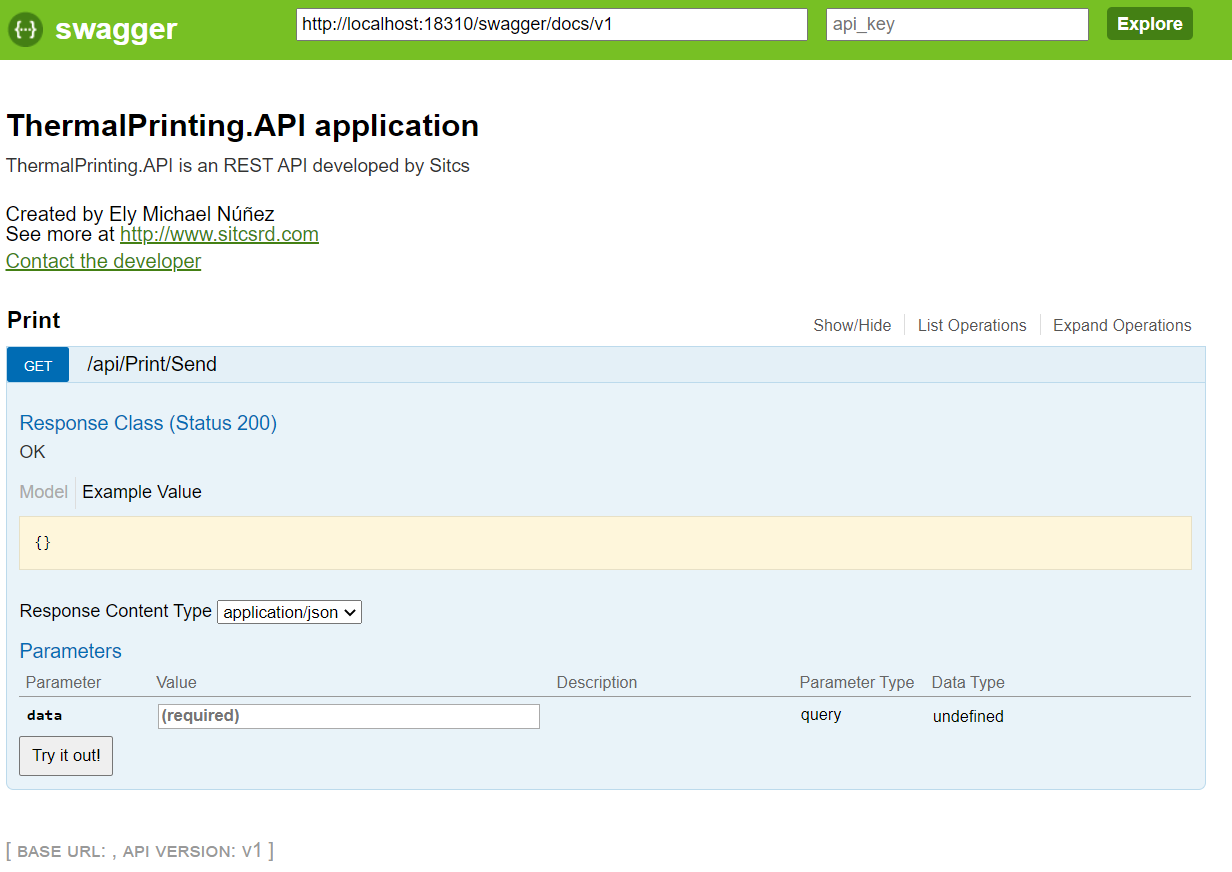 {···} swagger http://localhost:18310/swagger/docs/v1 api_key Explore
ThermalPrinting.API application
ThermalPrinting.API is an REST API developed by Sitcs
Created by Ely Michael Núñez
See more at http://www.sitcsrd.com
Contact the developer
Print Show/Hide List Operations Expand Operations
GET /api/Print/Send
Response Class (Status 200)
OK
Model Example Value
{}
Response Content Type application/json
Parameters
Parameter Value Description Parameter Type Data Type
data (required) query undefined
Try it out!
[ BASE URL: , API VERSION: V1 ]